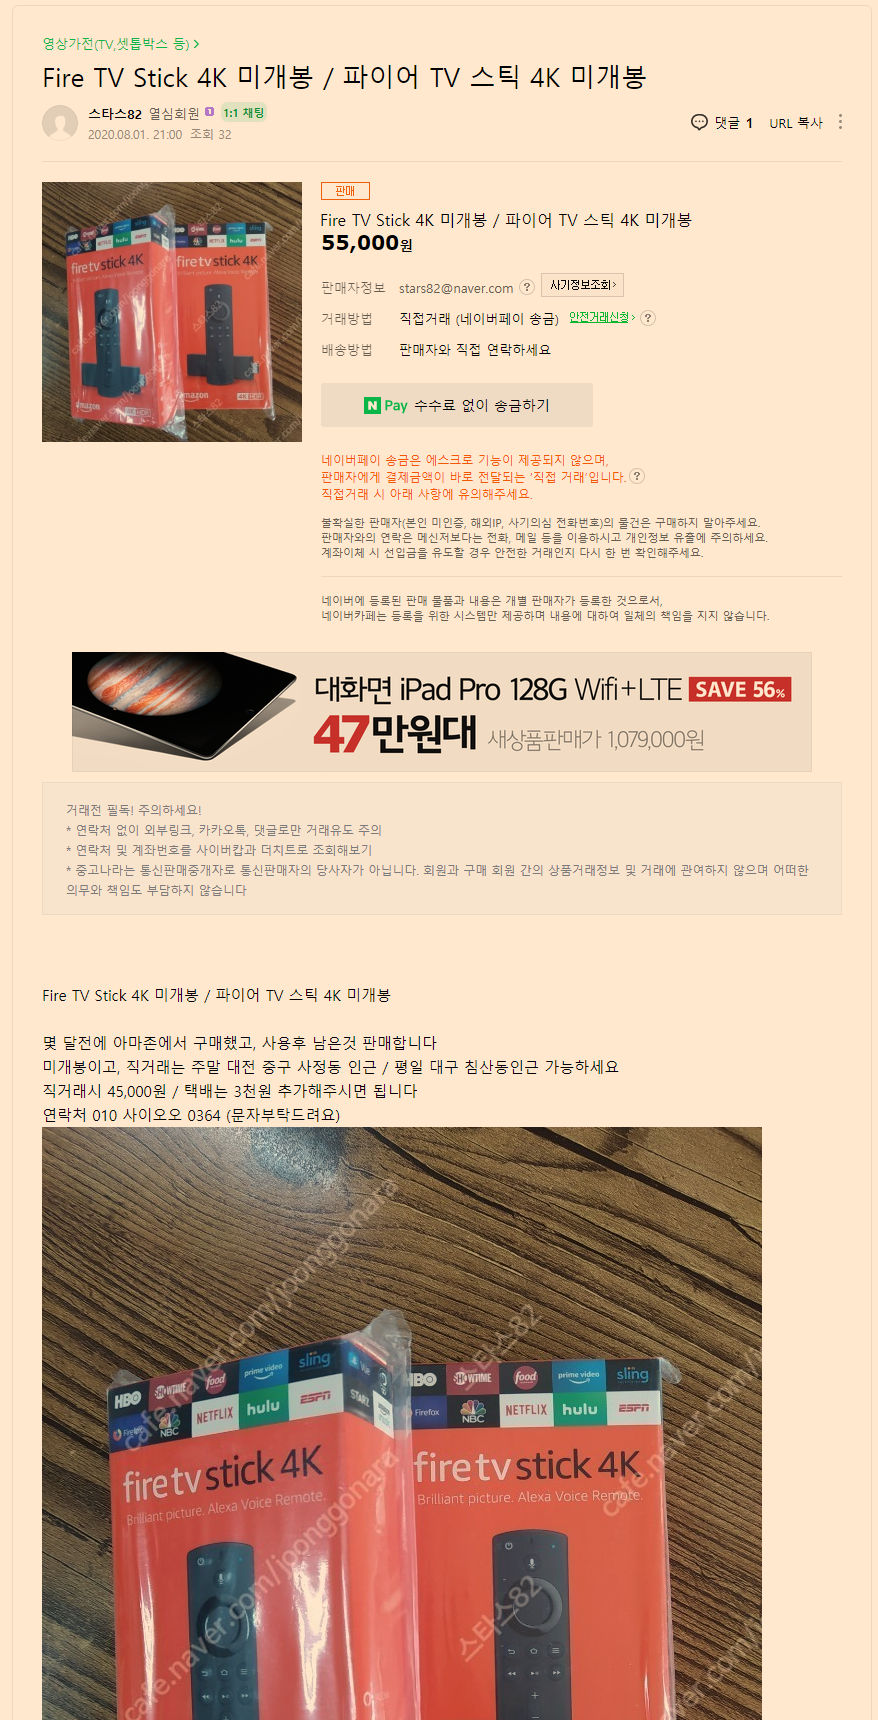 영상가전(TV,셋톱박스 등) >
Fire TV Stick 4K 미개봉 / 파이어 TV 스틱 4K 미개봉
스타스82 열심회원 1 1:1 채팅
2020.08.01. 21:00 조회 32
댓글 1 URL 복사
판매
Fire TV Stick 4K 미개봉 / 파이어 TV 스틱 4K 미개봉
55,000원
판매자정보 stars82@naver.com ? 사기정보조회>
거래방법 직접거래 (네이버페이 송금) 안전거래신청> ?
배송방법 판매자와 직접 연락하세요
N Pay 수수료 없이 송금하기
네이버페이 송금은 에스크로 기능이 제공되지 않으며,
판매자에게 결제금액이 바로 전달되는 '직접 거래'입니다. ?
직접거래 시 아래 사항에 유의해주세요.
불확실한 판매자(본인 미인증, 해외IP, 사기의심 전화번호)의 물건은 구매하지 말아주세요.
판매자와의 연락은 메신저보다는 전화, 메일 등을 이용하시고 개인정보 유출에 주의하세요.
계좌이체 시 선입금을 유도할 경우 안전한 거래인지 다시 한 번 확인해주세요.
네이버에 등록된 판매 물품과 내용은 개별 판매자가 등록한 것으로서,
네이버카페는 등록을 위한 시스템만 제공하며 내용에 대하여 일체의 책임을 지지 않습니다.
대화면 iPad Pro 128G Wifi+LTE SAVE 56%
47만원대 새상품판매가 1,079,000원
거래전 필독! 주의하세요!
* 연락처 없이 외부링크, 카카오톡, 댓글로만 거래유도 주의
* 연락처 및 계좌번호를 사이버캅과 더치트로 조회해보기
* 중고나라는 통신판매중개자로 통신판매자의 당사자가 아닙니다. 회원과 구매 회원 간의 상품거래정보 및 거래에 관여하지 않으며 어떠한
의무와 책임도 부담하지 않습니다
Fire TV Stick 4K 미개봉 / 파이어 TV 스틱 4K 미개봉
몇 달전에 아마존에서 구매했고, 사용후 남은것 판매합니다
미개봉이고, 직거래는 주말 대전 중구 사정동 인근 / 평일 대구 침산동인근 가능하세요
직거래시 45,000원 / 택배는 3천원 추가해주시면 됩니다
연락처 010 사이오오 0364 (문자부탁드려요)
HBO SHOWTIME food prime video sling Vue
Firefox NBC NETFLIX hulu ESPN STARZ
fire tv stick 4K
Brilliant picture. Alexa Voice Remote.
HBO SHOWTIME food prime video sling
Firefox NBC NETFLIX hulu ESPN
fire tv stick 4K
Brilliant picture. Alexa Voice Remote.
cafe.naver.com/joonggonara
스타스82
cafe.naver.com/joonggonara
스타스82